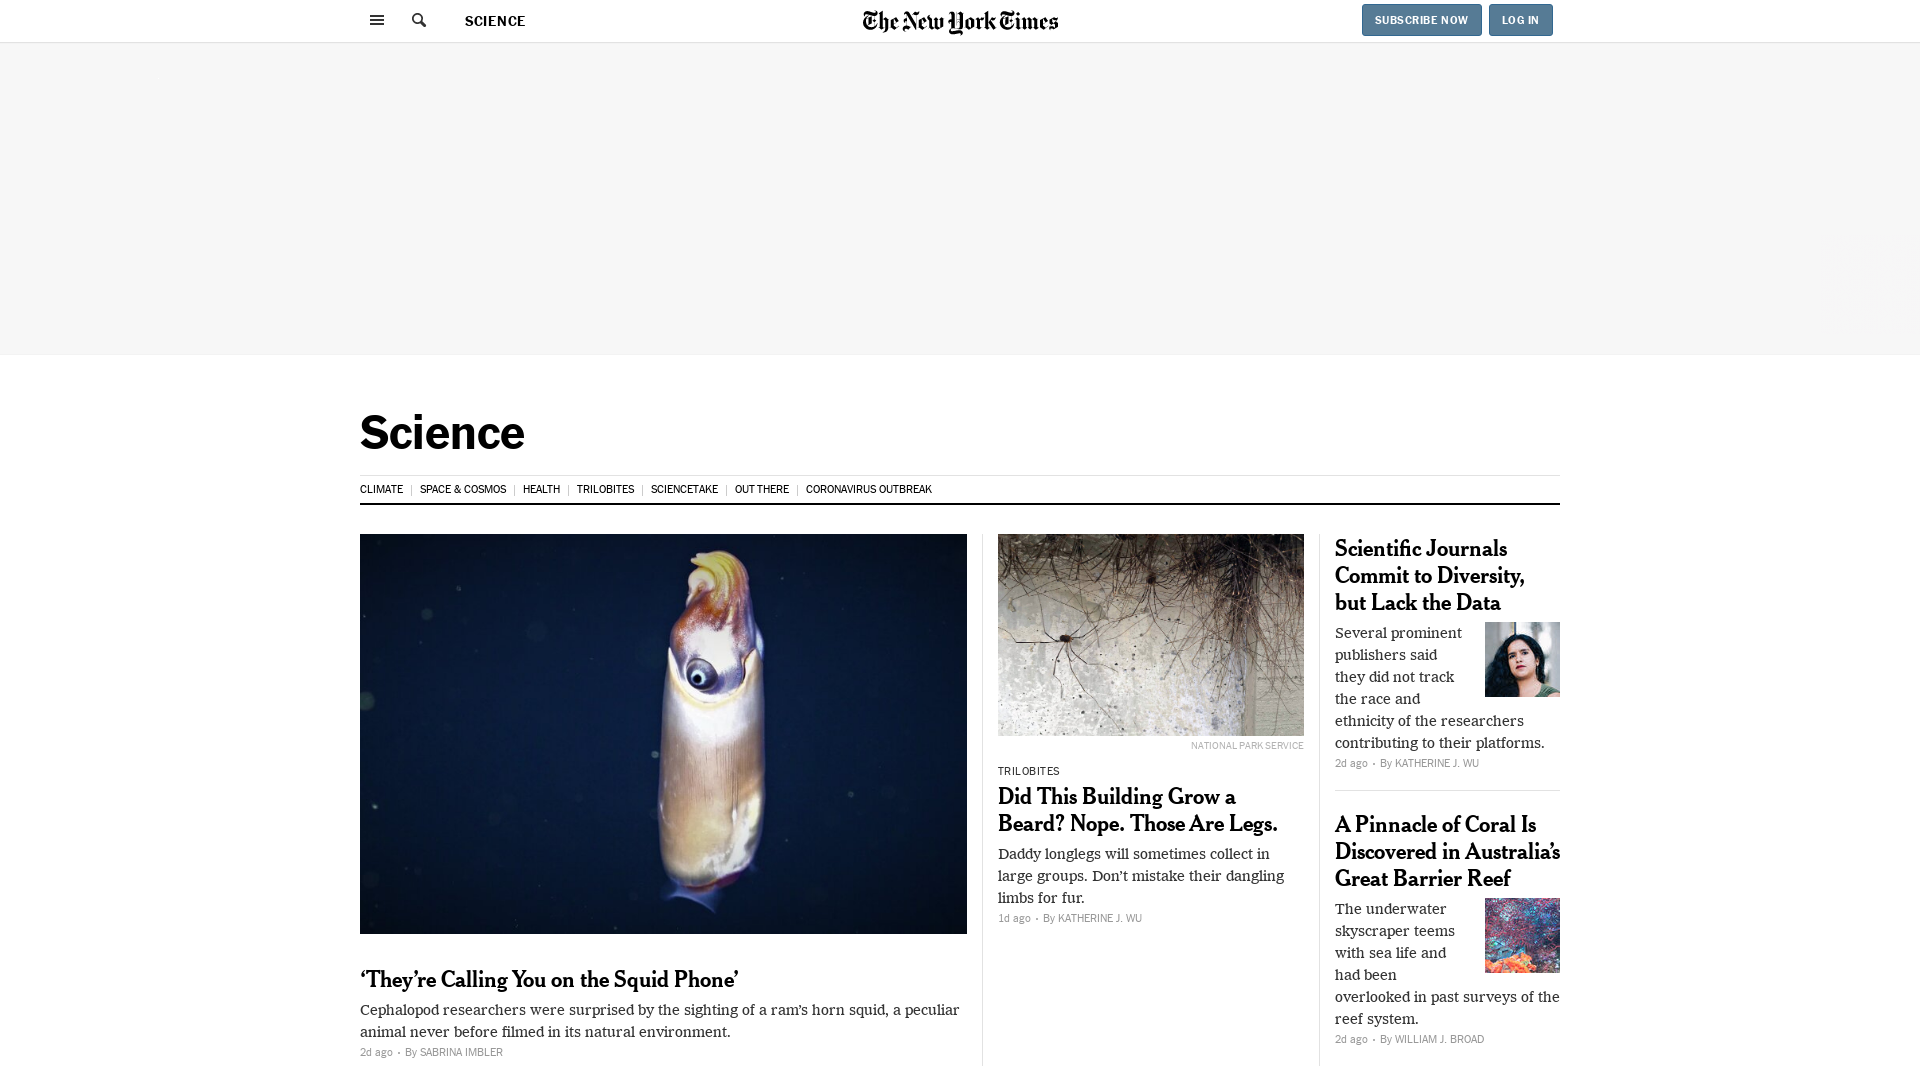 SCIENCE
The New York Times
SUBSCRIBE NOW
LOG IN
Science
CLIMATE
SPACE & COSMOS
HEALTH
TRILOBITES
SCIENCETAKE
OUT THERE
CORONAVIRUS OUTBREAK
‘They’re Calling You on the Squid Phone’
Cephalopod researchers were surprised by the sighting of a ram’s horn squid, a peculiar
animal never before filmed in its natural environment.
2d ago • By SABRINA IMBLER
NATIONAL PARK SERVICE
TRILOBITES
Did This Building Grow a
Beard? Nope. Those Are Legs.
Daddy longlegs will sometimes collect in
large groups. Don’t mistake their dangling
limbs for fur.
1d ago • By KATHERINE J. WU
Scientific Journals
Commit to Diversity,
but Lack the Data
Several prominent
publishers said
they did not track
the race and
ethnicity of the researchers
contributing to their platforms.
2d ago • By KATHERINE J. WU
A Pinnacle of Coral Is
Discovered in Australia’s
Great Barrier Reef
The underwater
skyscraper teems
with sea life and
had been
overlooked in past surveys of the
reef system.
2d ago • By WILLIAM J. BROAD